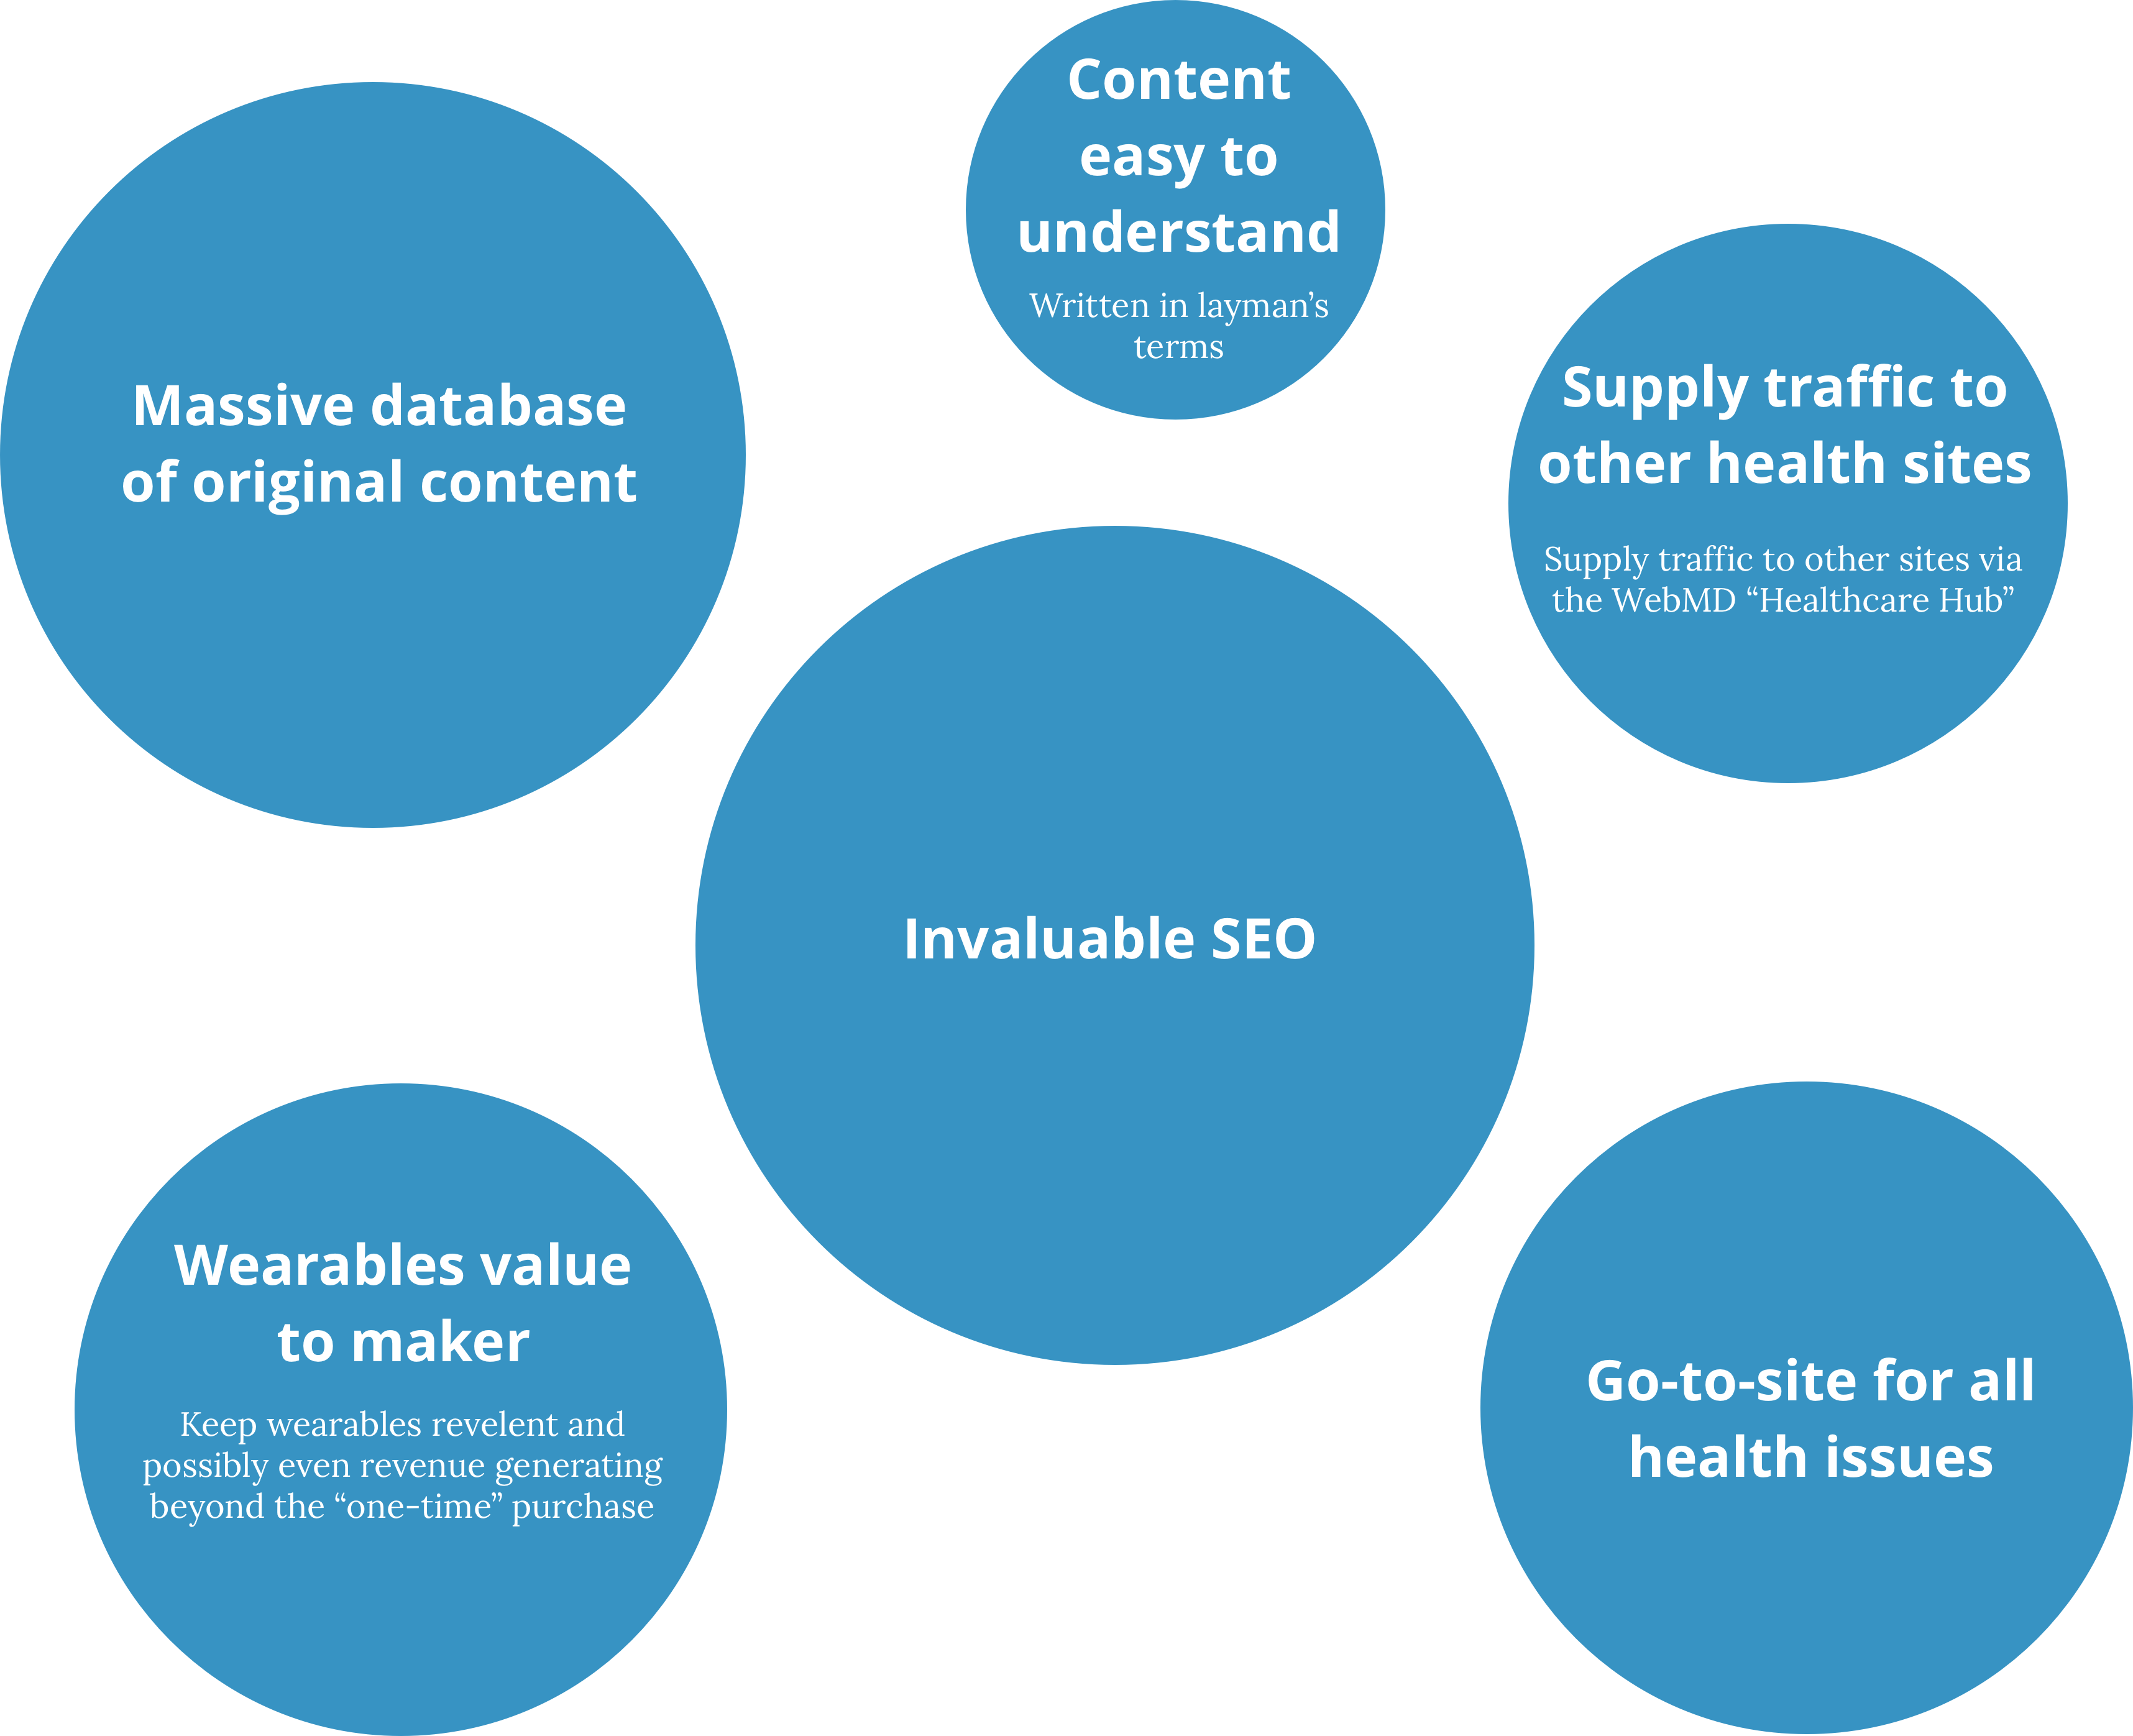 Content
easy to
understand
Written in layman’s
terms
Massive database
of original content
Supply traffic to
other health sites
Supply traffic to other sites via
the WebMD “Healthcare Hub”
Invaluable SEO
Wearables value
to maker
Keep wearables revelent and
possibly even revenue generating
beyond the “one-time” purchase
Go-to-site for all
health issues